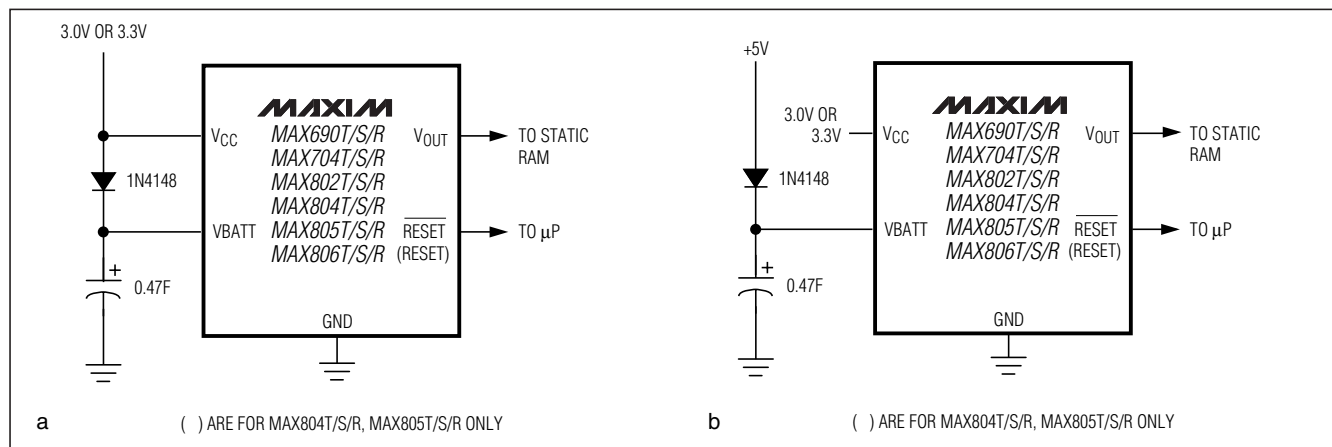 3.0V OR 3.3V
MAXIM
VCC
MAX690T/S/R
MAX704T/S/R
MAX802T/S/R
MAX804T/S/R
MAX805T/S/R
MAX806T/S/R
VOUT
TO STATIC
RAM
1N4148
VBATT
RESET
(RESET)
TO μP
+
0.47F
GND
a
( ) ARE FOR MAX804T/S/R, MAX805T/S/R ONLY
+5V
3.0V OR
3.3V
MAXIM
VCC
MAX690T/S/R
MAX704T/S/R
MAX802T/S/R
MAX804T/S/R
MAX805T/S/R
MAX806T/S/R
VOUT
TO STATIC
RAM
1N4148
VBATT
RESET
(RESET)
TO μP
+
0.47F
GND
b
( ) ARE FOR MAX804T/S/R, MAX805T/S/R ONLY